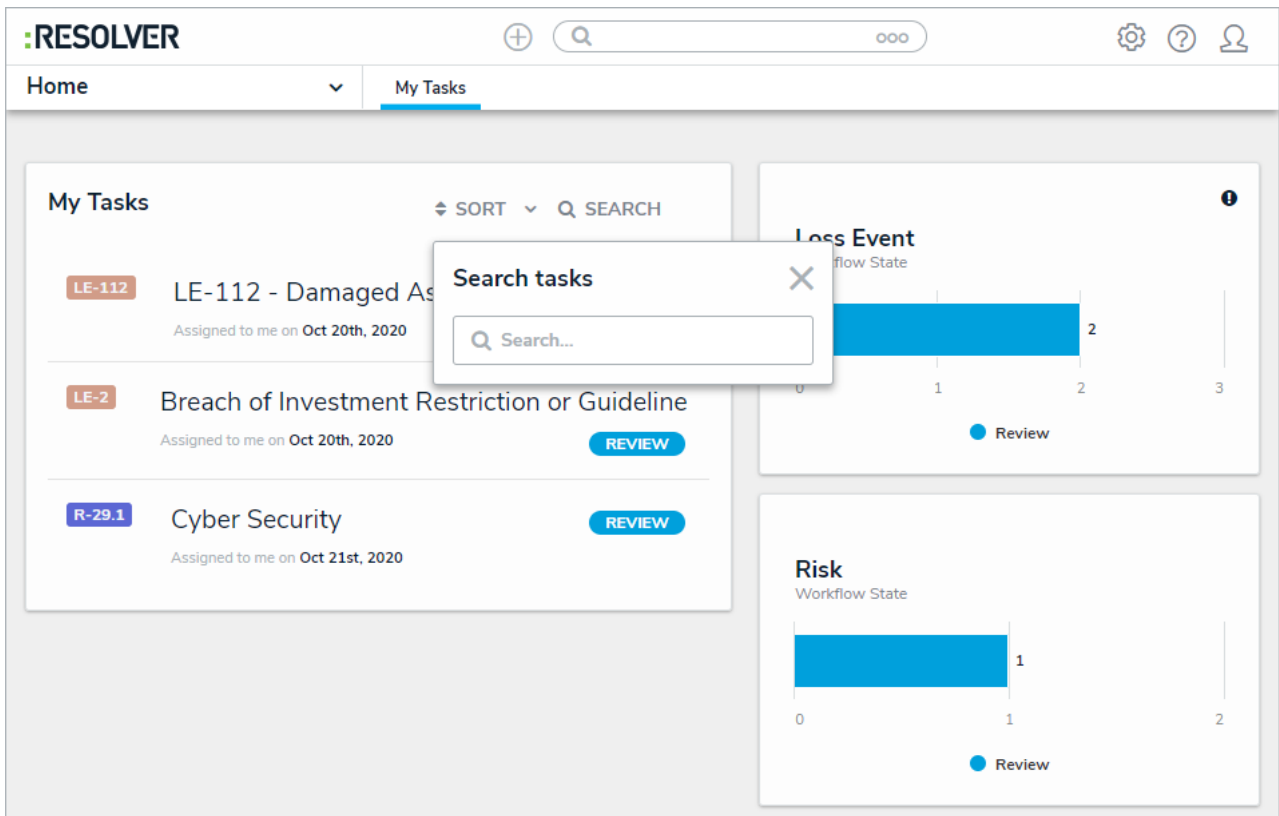 :RESOLVER
Home
My Tasks
My Tasks
SORT
SEARCH
LE-112
LE-112 - Damaged
Assigned to me on Oct 20th, 2020
LE-2
Breach of Investment Restriction or Guideline
Assigned to me on Oct 20th, 2020
REVIEW
R-29.1
Cyber Security
REVIEW
Assigned to me on Oct 21st, 2020
Search tasks
Search...
Loss Event
State
2
0 1 2 3
Review
Risk
Workflow State
1
0 1 2
Review